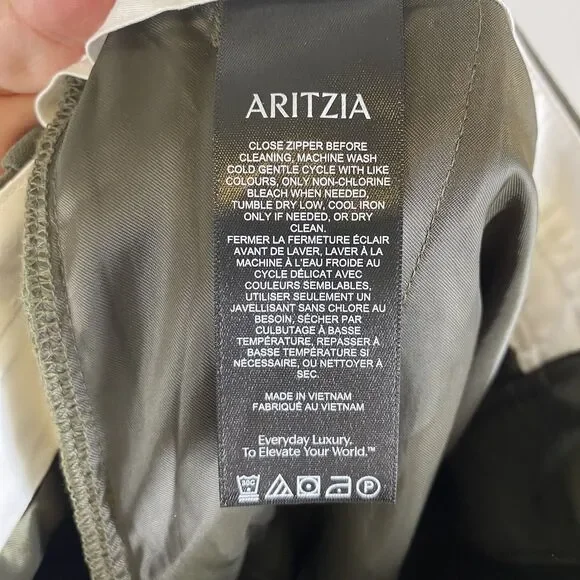 ARITZIA
CLOSE ZIPPER BEFORE
CLEANING, MACHINE WASH
COLD GENTLE CYCLE WITH LIKE
COLOURS, ONLY NON-CHLORINE
BLEACH WHEN NEEDED,
TUMBLE DRY LOW, COOL IRON
ONLY IF NEEDED, OR DRY
CLEAN.
FERMER LA FERMETURE ÉCLAIR
AVANT DE LAVER, LAVER À LA
MACHINE À L'EAU FROIDE AU
CYCLE DÉLICAT AVEC
COULEURS SEMBLABLES,
UTILISER SEULEMENT UN
JAVELLISANT SANS CHLORE AU
BESOIN, SÉCHER PAR
CULBUTAGE À BASSE
TEMPÉRATURE, REPASSER À
BASSE TEMPÉRATURE SI
NÉCESSAIRE, OU NETTOYER À
SEC.
MADE IN VIETNAM
FABRIQUÉ AU VIETNAM
Everyday Luxury.
To Elevate Your World.™
30C P